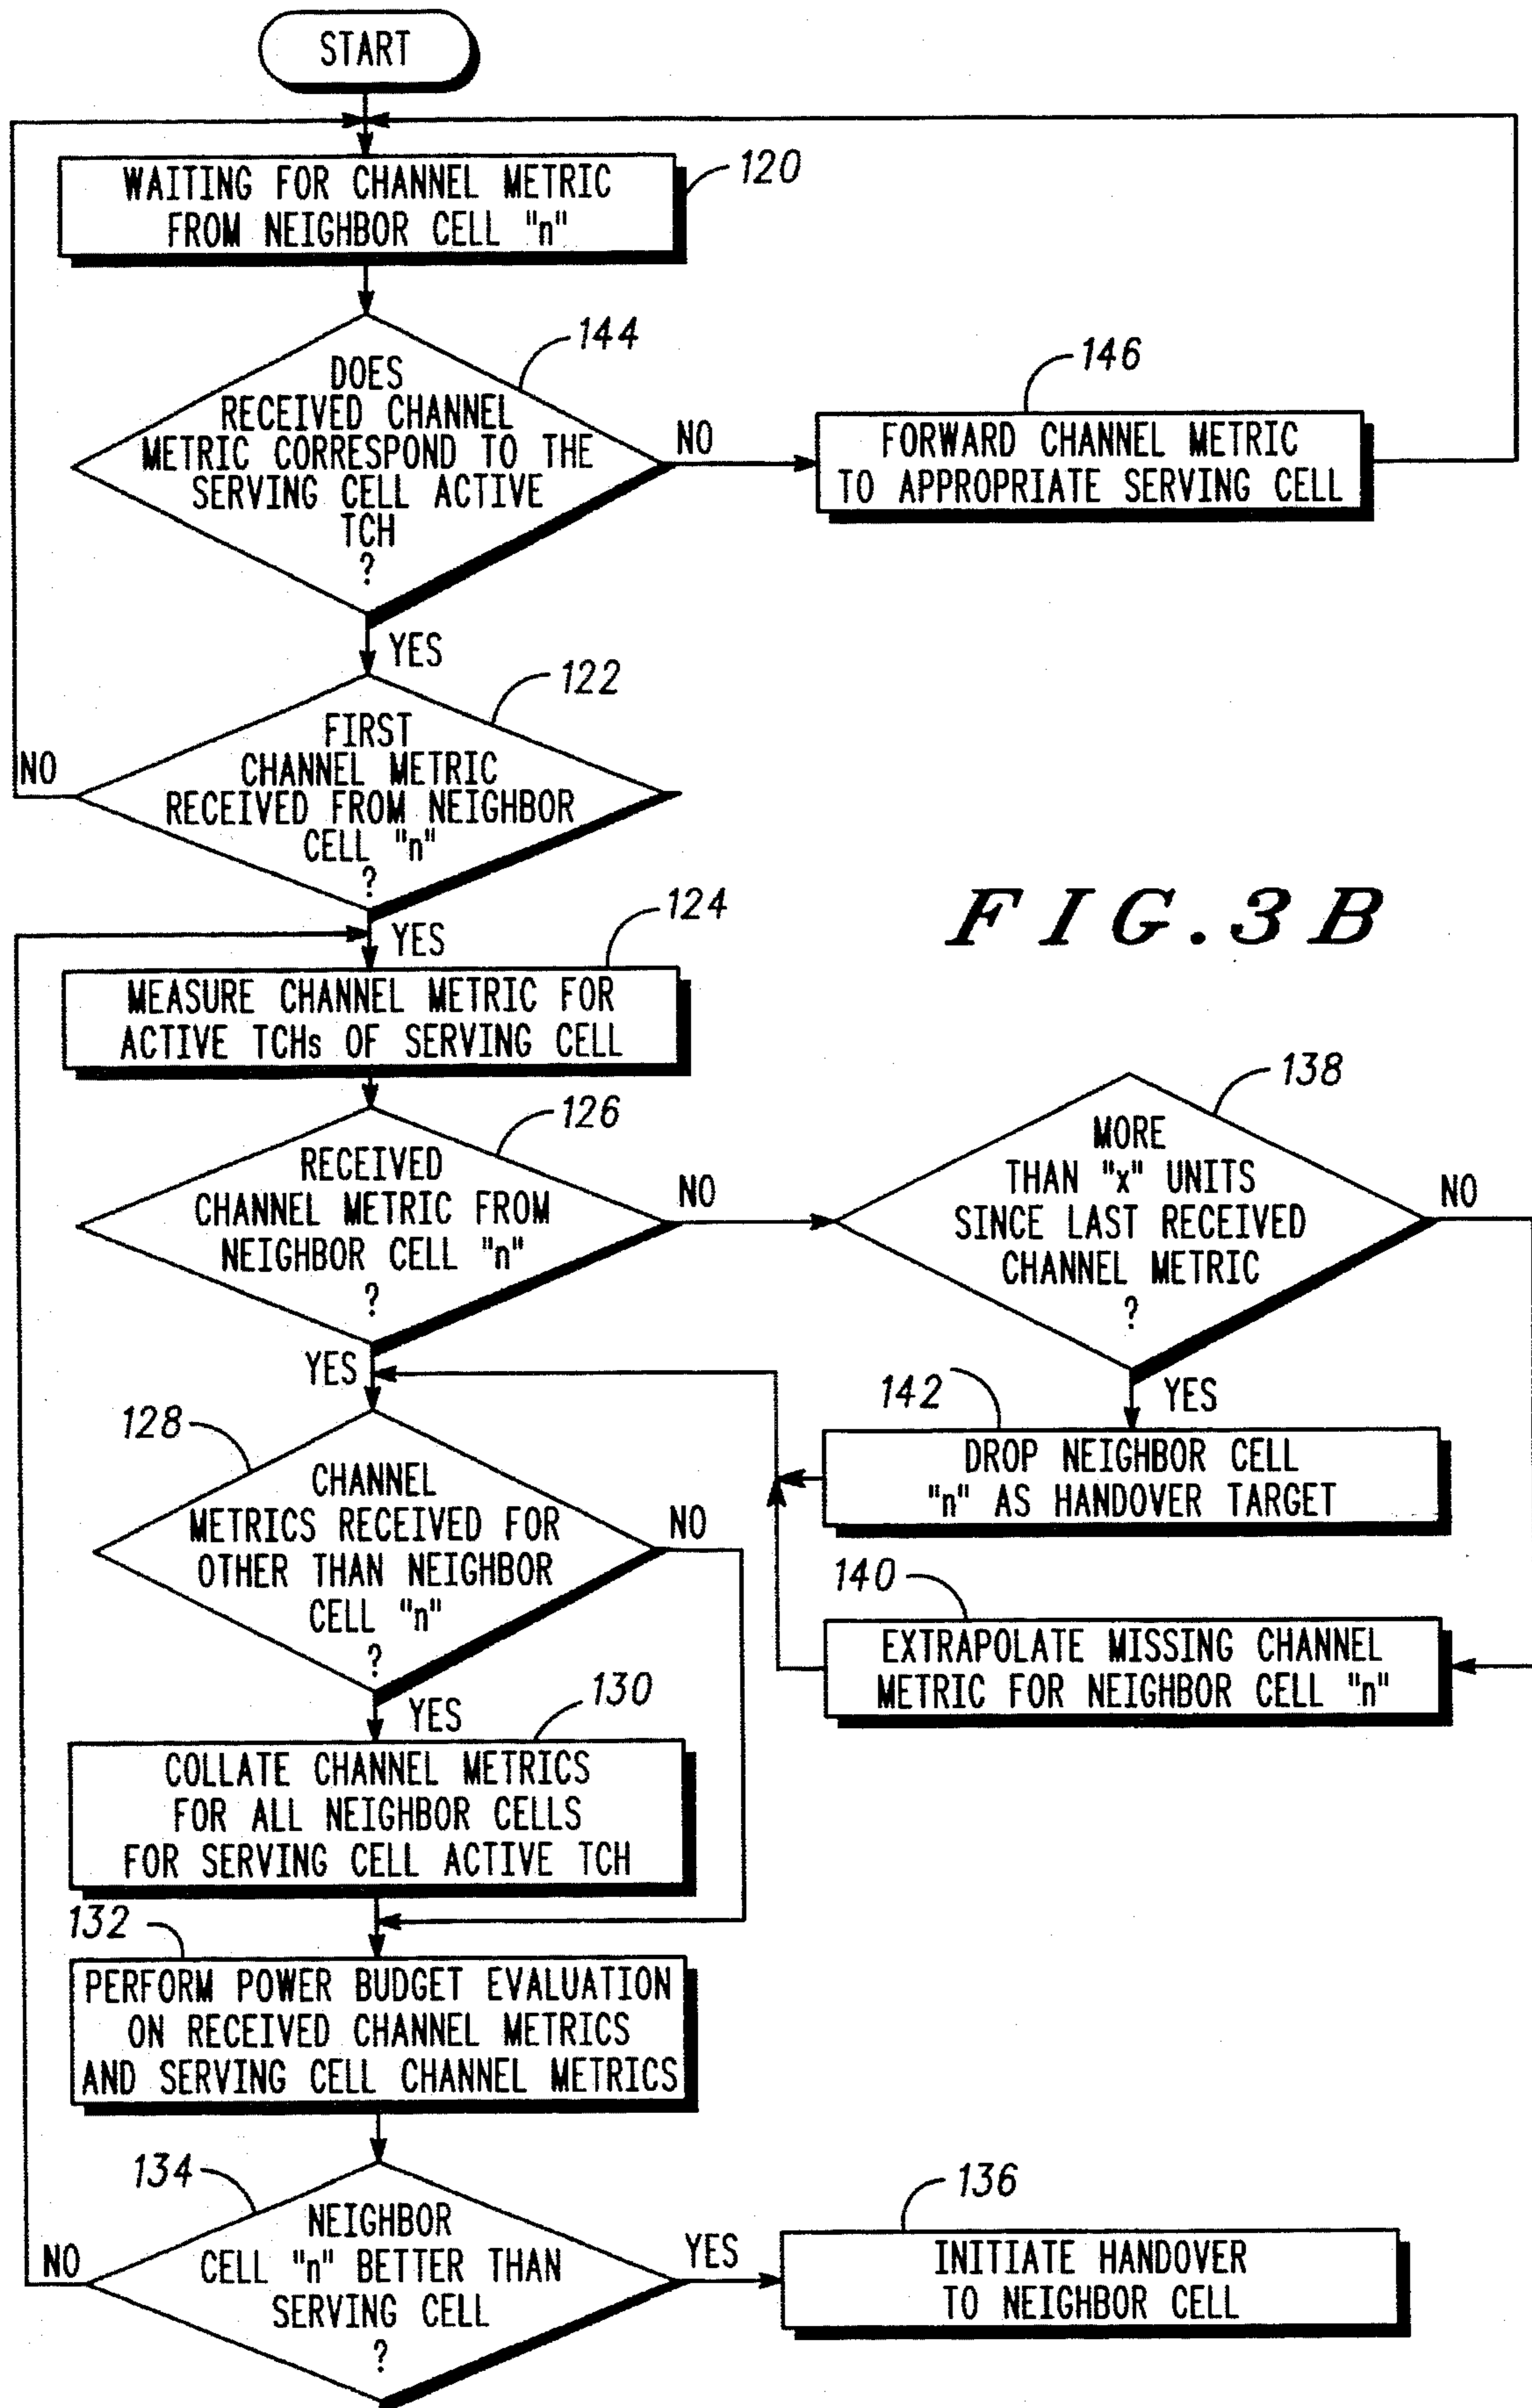 START
WAITING FOR CHANNEL METRIC
FROM NEIGHBOR CELL "n"
120
DOES
RECEIVED CHANNEL
METRIC CORRESPOND TO THE
SERVING CELL ACTIVE
TCH
?
144
NO
146
FORWARD CHANNEL METRIC
TO APPROPRIATE SERVING CELL
YES
122
FIRST
CHANNEL METRIC
RECEIVED FROM NEIGHBOR
CELL "n"
?
NO
YES
FIG.3B
124
MEASURE CHANNEL METRIC FOR
ACTIVE TCHs OF SERVING CELL
126
RECEIVED
CHANNEL METRIC FROM
NEIGHBOR CELL "n"
?
NO
138
MORE
THAN "x" UNITS
SINCE LAST RECEIVED
CHANNEL METRIC
?
NO
YES
YES
142
DROP NEIGHBOR CELL
"n" AS HANDOVER TARGET
128
CHANNEL
METRICS RECEIVED FOR
OTHER THAN NEIGHBOR
CELL "n"
?
NO
140
EXTRAPOLATE MISSING CHANNEL
METRIC FOR NEIGHBOR CELL "n"
YES
130
COLLATE CHANNEL METRICS
FOR ALL NEIGHBOR CELLS
FOR SERVING CELL ACTIVE TCH
132
PERFORM POWER BUDGET EVALUATION
ON RECEIVED CHANNEL METRICS
AND SERVING CELL CHANNEL METRICS
134
NEIGHBOR
CELL "n" BETTER THAN
SERVING CELL
?
NO
YES
136
INITIATE HANDOVER
TO NEIGHBOR CELL